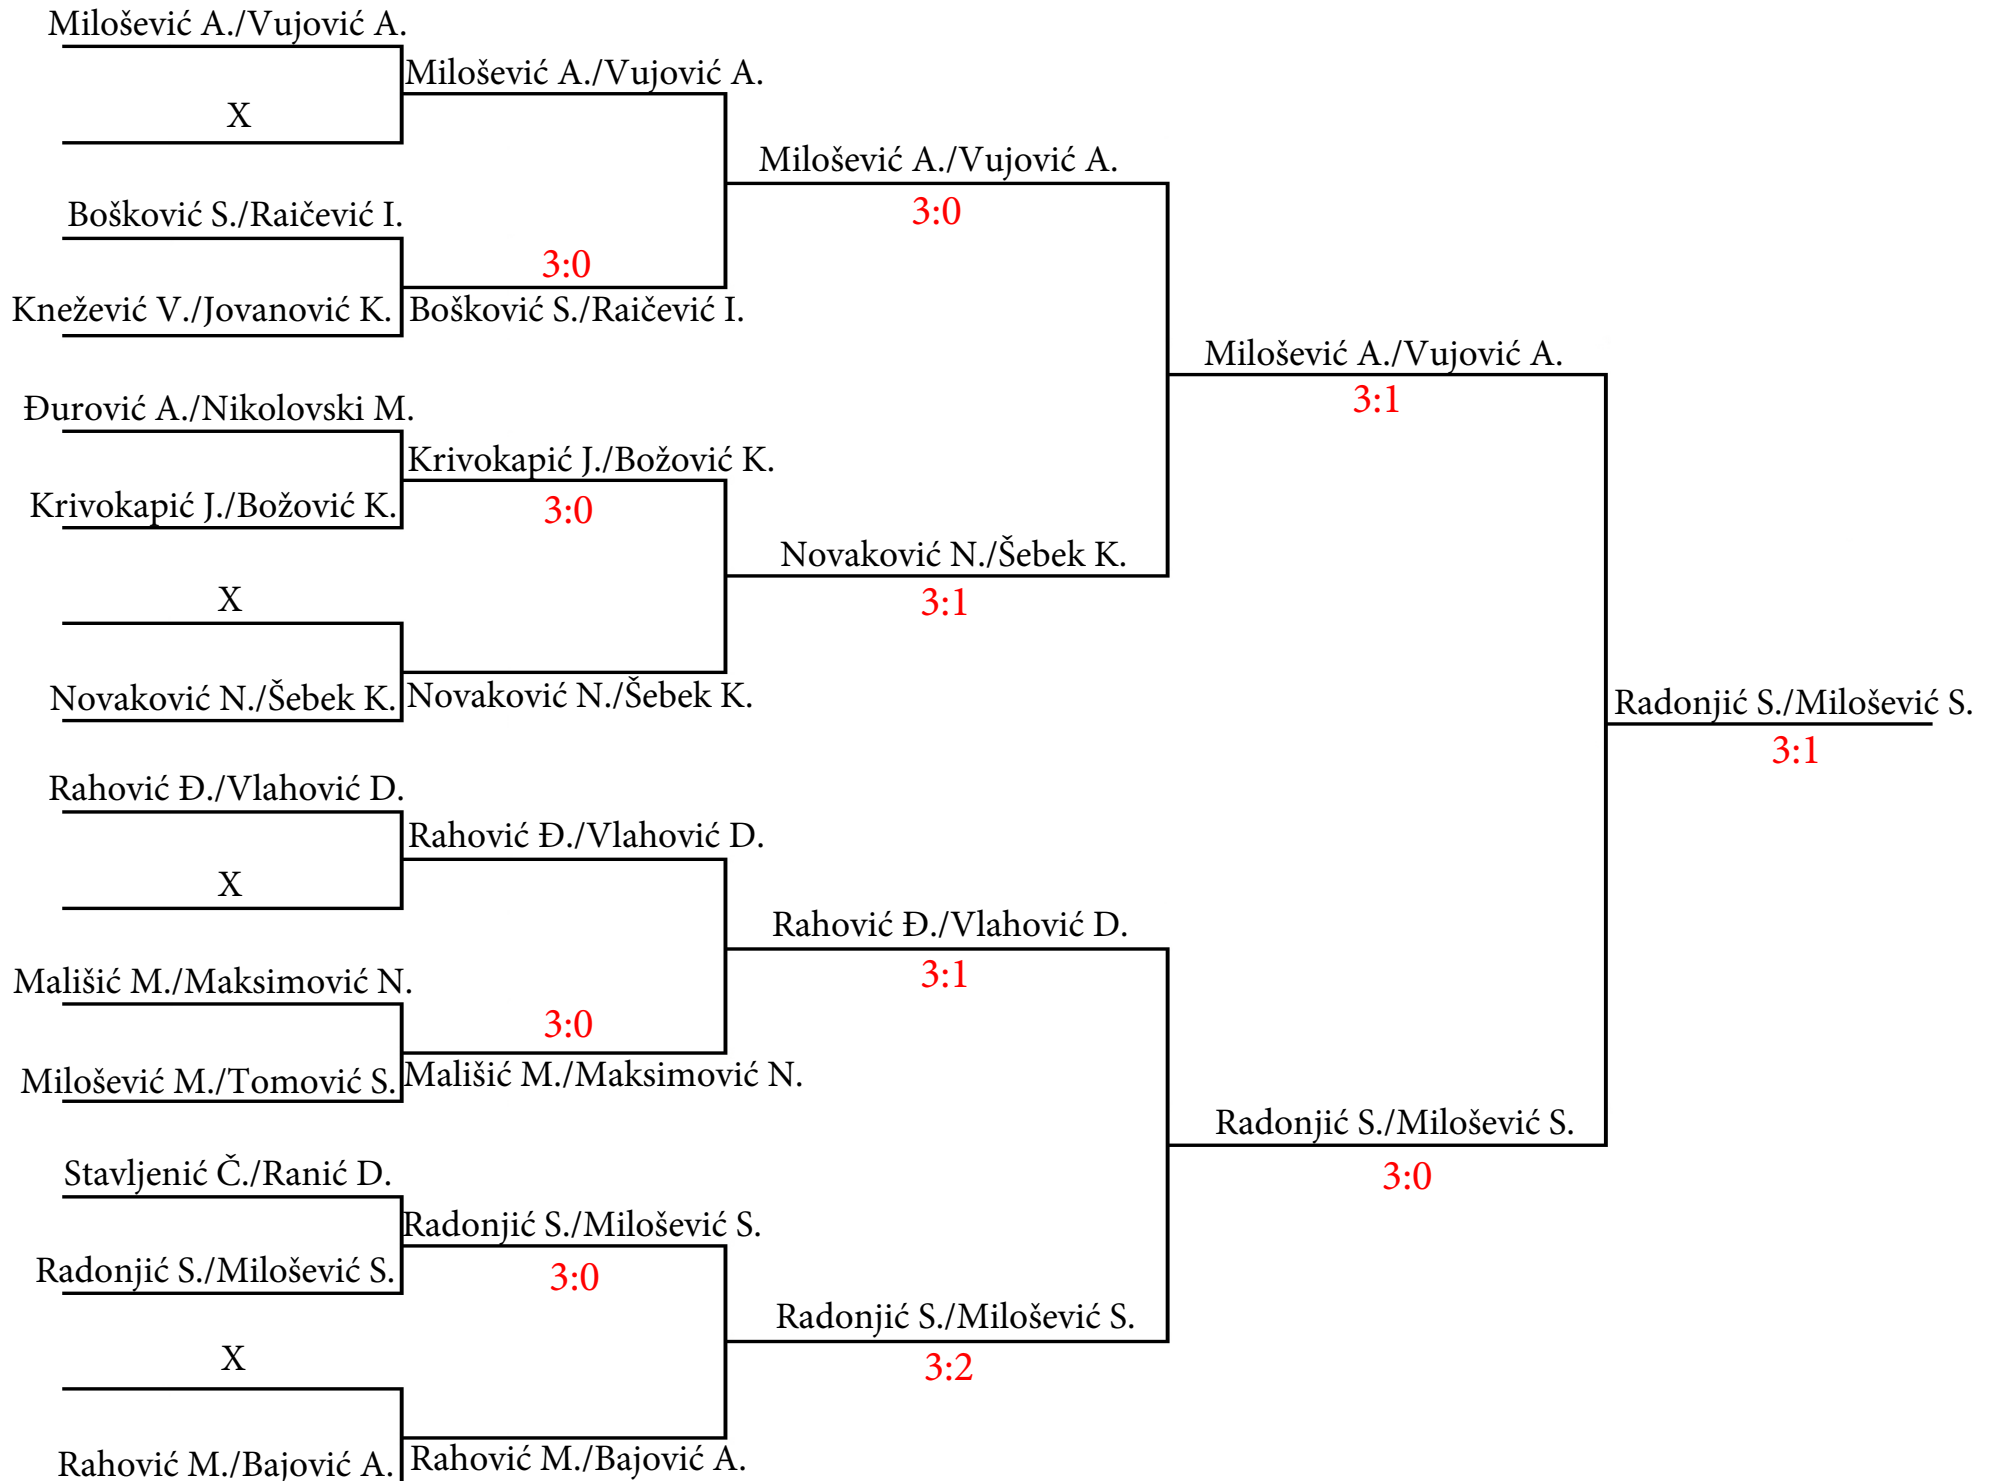 Milošević A./Vujović A.
X
Bošković S./Raičević I.
Knežević V./Jovanović K.
Đurović A./Nikolovski M.
Krivokapić J./Božović K.
X
Novaković N./Šebek K.
Rahović Đ./Vlahović D.
X
Mališić M./Maksimović N.
Milošević M./Tomović S.
Stavljenić Č./Ranić D.
Radonjić S./Milošević S.
X
Rahović M./Bajović A.
Milošević A./Vujović A.
3:0
Bošković S./Raičević I.
Krivokapić J./Božović K.
3:0
Novaković N./Šebek K.
Rahović Đ./Vlahović D.
3:0
Mališić M./Maksimović N.
Radonjić S./Milošević S.
3:0
Rahović M./Bajović A.
Milošević A./Vujović A.
3:0
Novaković N./Šebek K.
3:1
Rahović Đ./Vlahović D.
3:1
Radonjić S./Milošević S.
3:2
Milošević A./Vujović A.
3:1
Radonjić S./Milošević S.
3:0
Radonjić S./Milošević S.
3:1